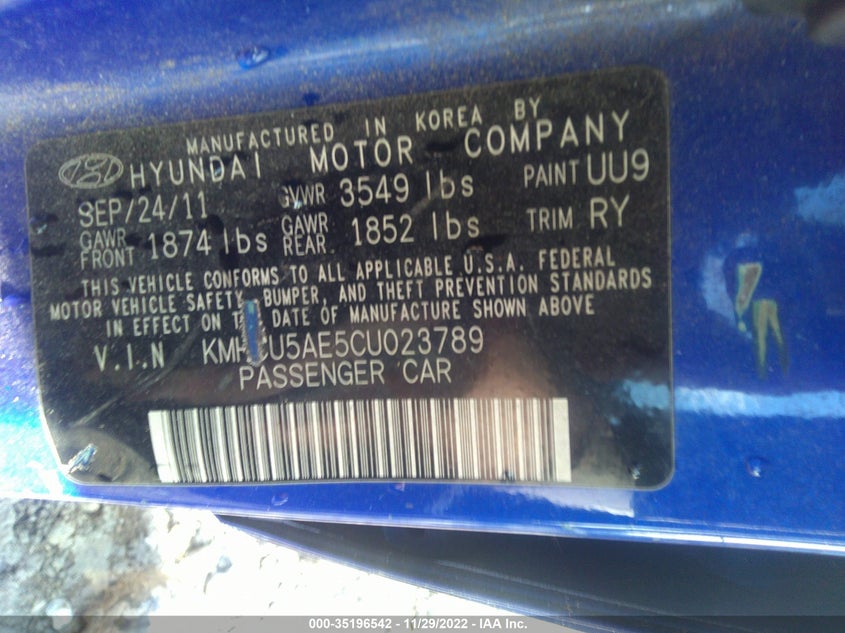 MANUFACTURED IN KOREA BY
HYUNDAI MOTOR COMPANY
SEP/24/11 GVWR 3549 lbs PAINT UU9
GAWR FRONT 1874 lbs GAWR REAR. 1852 lbs TRIM RY
THIS VEHICLE CONFORMS TO ALL APPLICABLE U.S.A. FEDERAL
MOTOR VEHICLE SAFETY, BUMPER, AND THEFT PREVENTION STANDARDS
IN EFFECT ON DATE OF MANUFACTURE SHOWN ABOVE
V.I.N KMHCU5AE5CU023789
PASSENGER CAR
000-35196542 - 11/29/2022 - IAA Inc.